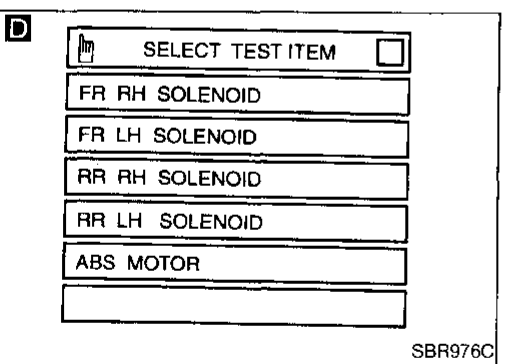 D
SELECT TEST ITEM
FR RH SOLENOID
FR LH SOLENOID
RR RH SOLENOID
RR LH SOLENOID
ABS MOTOR
SBR976C